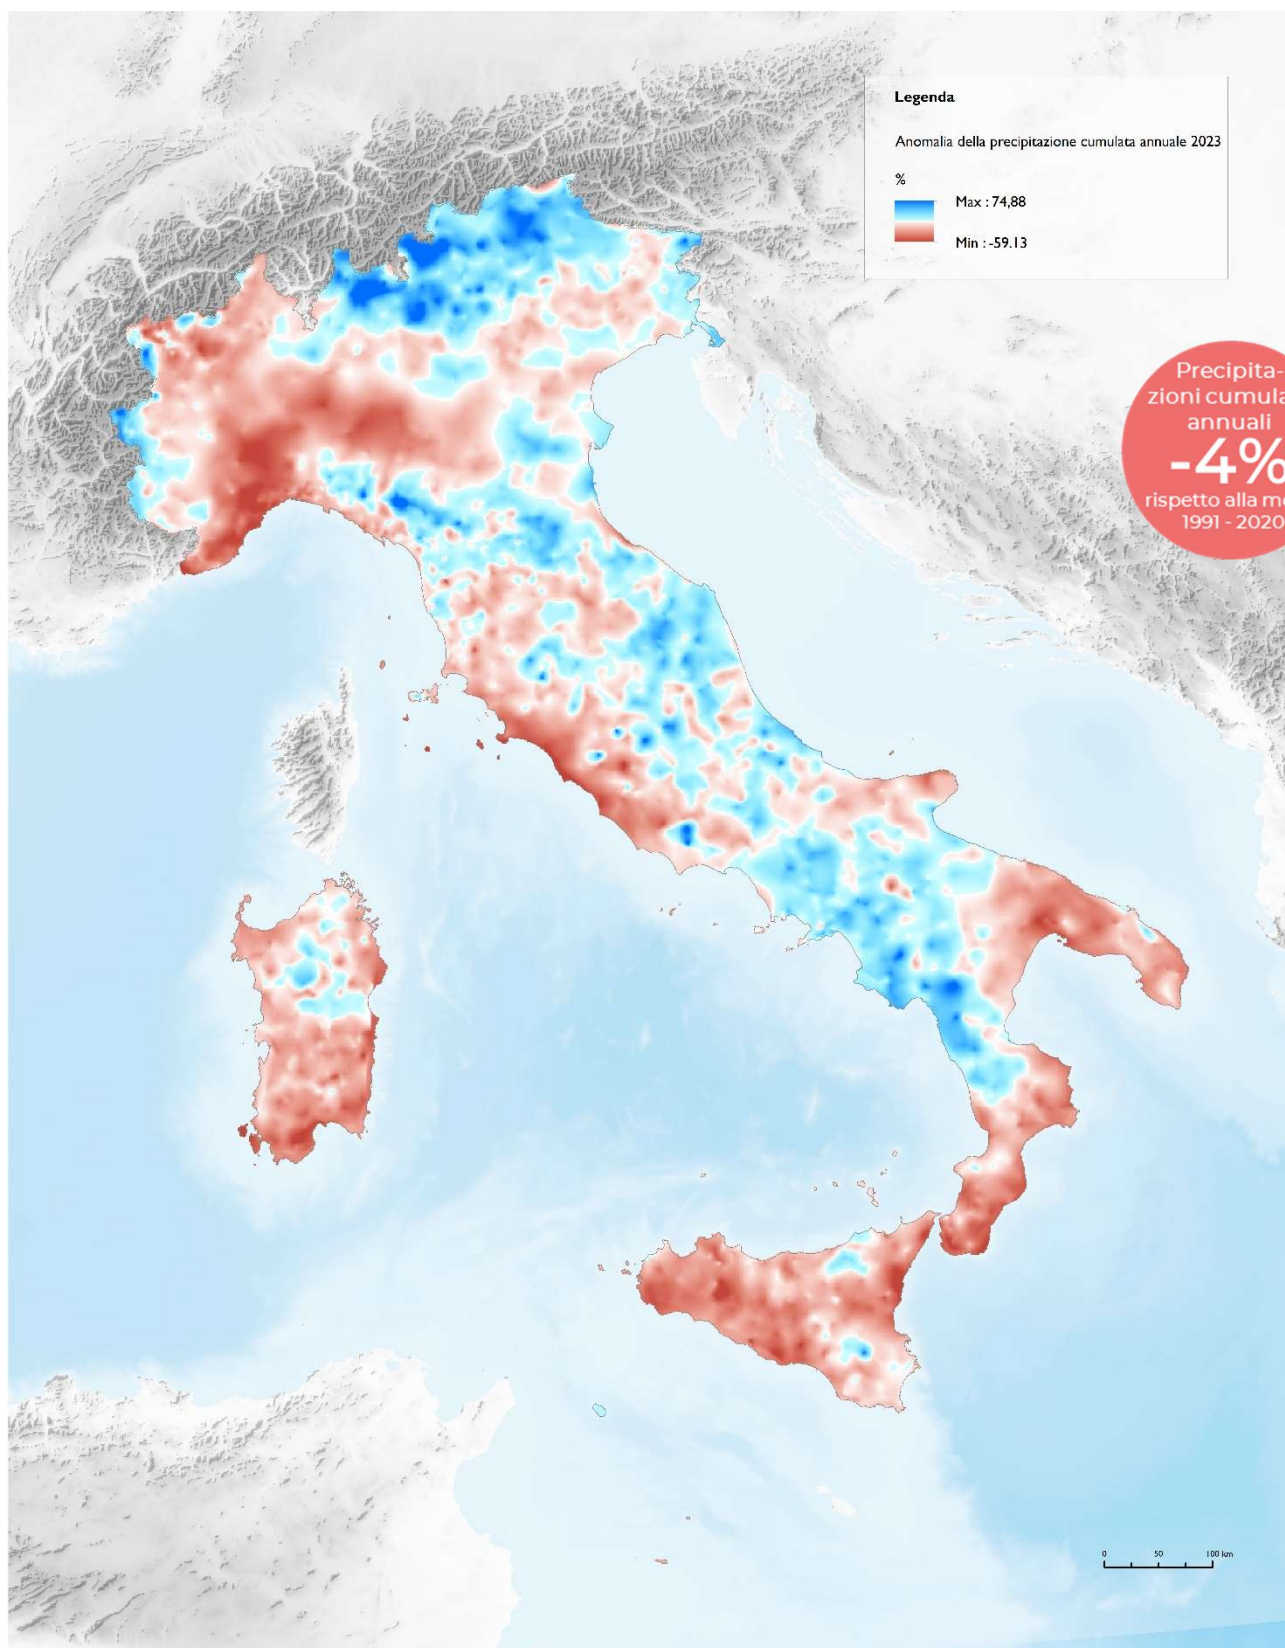 Legenda
Anomalia della precipitazione cumulata annuale 2023
%
Max : 74,88
Min : -59.13
Precipita-
zioni cumula
annuali
-4%
rispetto alla m
1991 - 2020
0 50 100 km